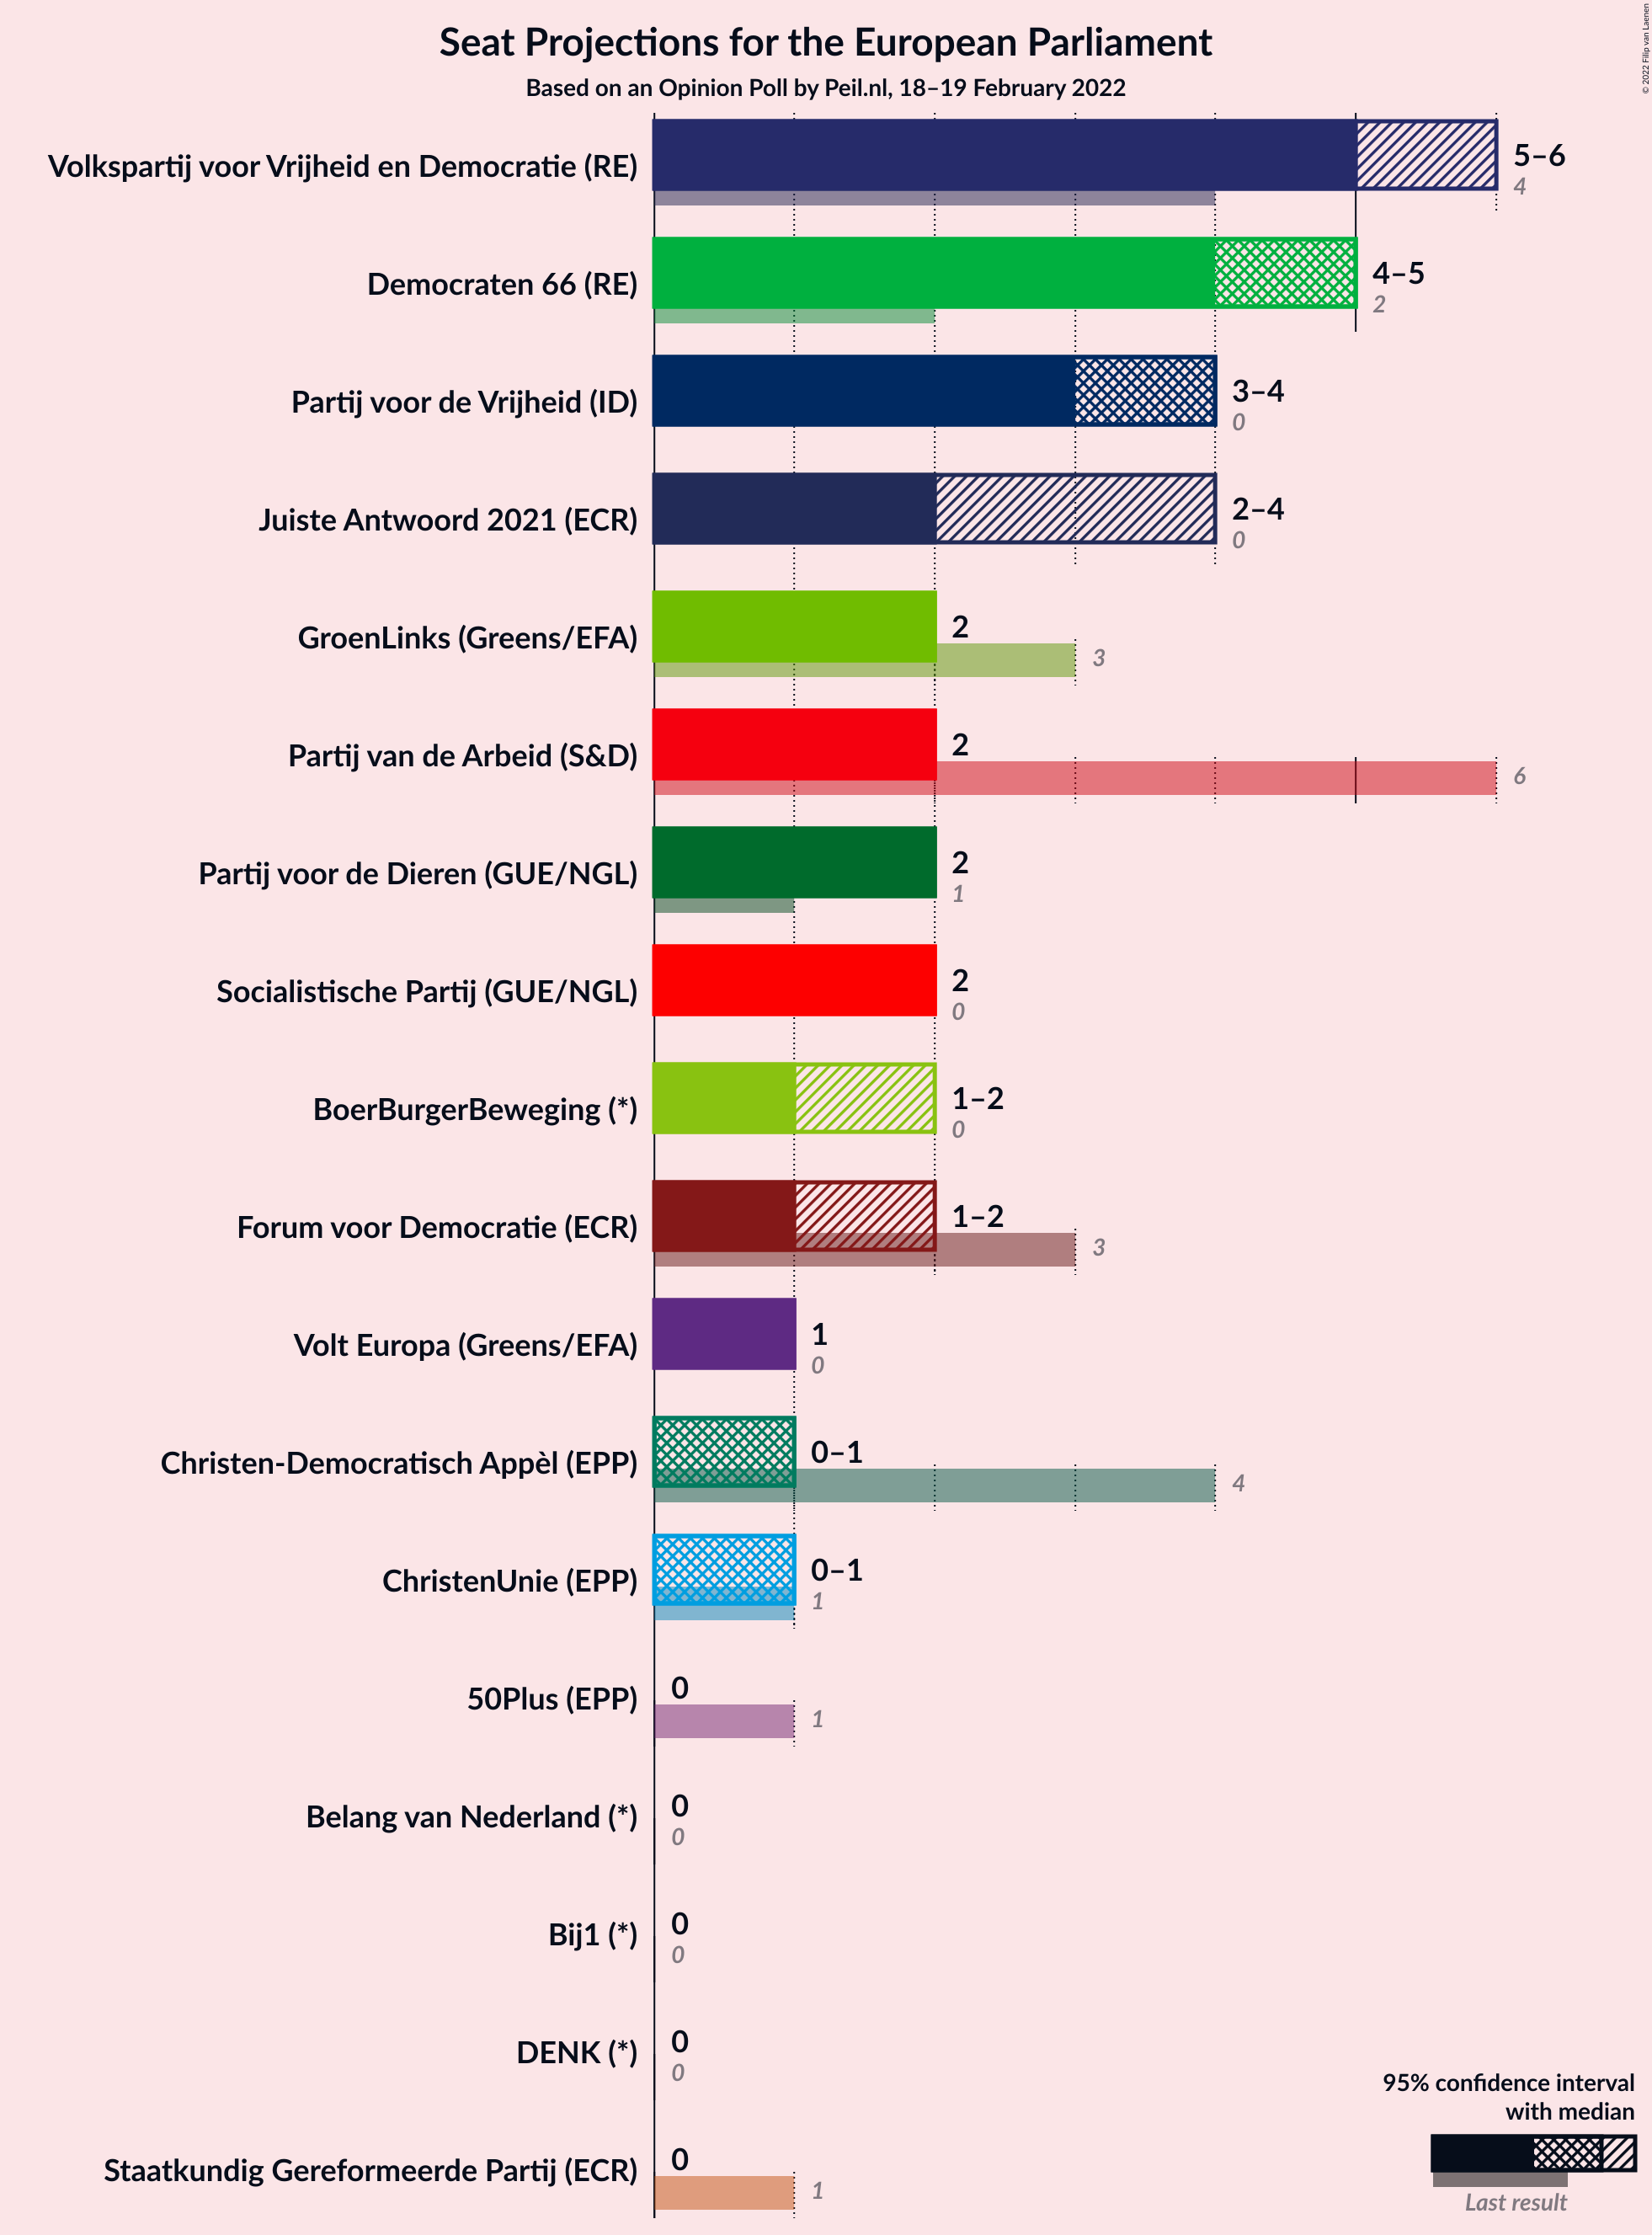 Seat Projections for the European Parliament
Based on an Opinion Poll by Peil.nl, 18–19 February 2022
© 2022 Filip van Laenen
Volkspartij voor Vrijheid en Democratie (RE)
5–6
4
Democraten 66 (RE)
4–5
2
Partij voor de Vrijheid (ID)
3–4
0
Juiste Antwoord 2021 (ECR)
2–4
0
GroenLinks (Greens/EFA)
2
3
Partij van de Arbeid (S&D)
2
6
Partij voor de Dieren (GUE/NGL)
2
1
Socialistische Partij (GUE/NGL)
2
0
BoerBurgerBeweging (*)
1–2
0
Forum voor Democratie (ECR)
1–2
3
Volt Europa (Greens/EFA)
1
0
Christen-Democratisch Appèl (EPP)
0–1
4
ChristenUnie (EPP)
0–1
1
50Plus (EPP)
0
1
Belang van Nederland (*)
0
0
Bij1 (*)
0
0
DENK (*)
0
0
Staatkundig Gereformeerde Partij (ECR)
0
1
95% confidence interval
with median
Last result